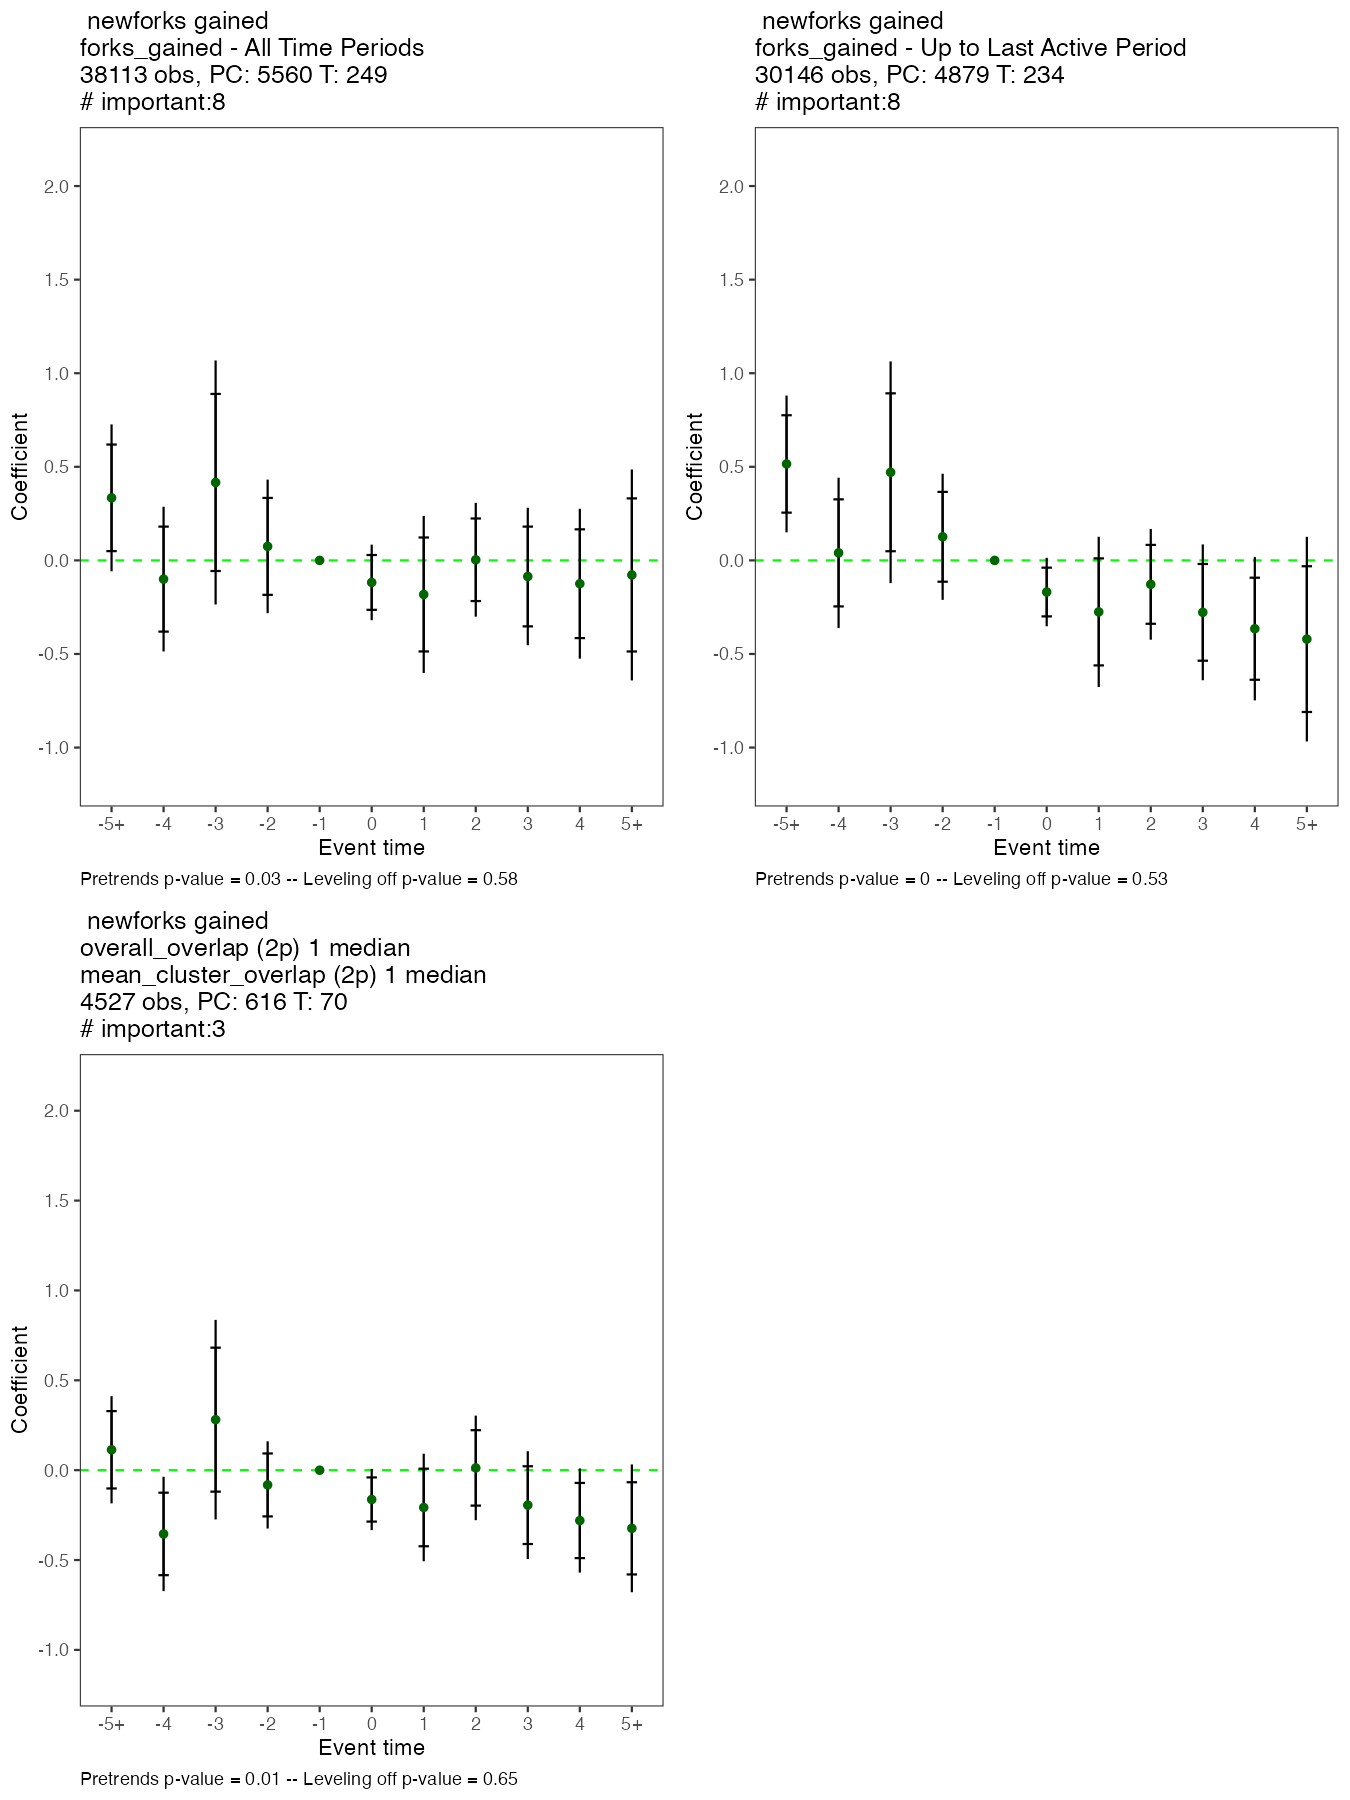 newforks gained
forks_gained - All Time Periods
38113 obs, PC: 5560 T: 249
# important:8
2.0
1.5
1.0
0.5
0.0
-0.5
-1.0
Coefficient
-5+ -4 -3 -2 -1 0 1 2 3 4 5+
Event time
Pretrends p-value = 0.03 -- Leveling off p-value = 0.58
newforks gained
forks_gained - Up to Last Active Period
30146 obs, PC: 4879 T: 234
# important:8
2.0
1.5
1.0
0.5
0.0
-0.5
-1.0
Coefficient
-5+ -4 -3 -2 -1 0 1 2 3 4 5+
Event time
Pretrends p-value = 0 -- Leveling off p-value = 0.53
newforks gained
overall_overlap (2p) 1 median
mean_cluster_overlap (2p) 1 median
4527 obs, PC: 616 T: 70
# important:3
2.0
1.5
1.0
0.5
0.0
-0.5
-1.0
Coefficient
-5+ -4 -3 -2 -1 0 1 2 3 4 5+
Event time
Pretrends p-value = 0.01 -- Leveling off p-value = 0.65